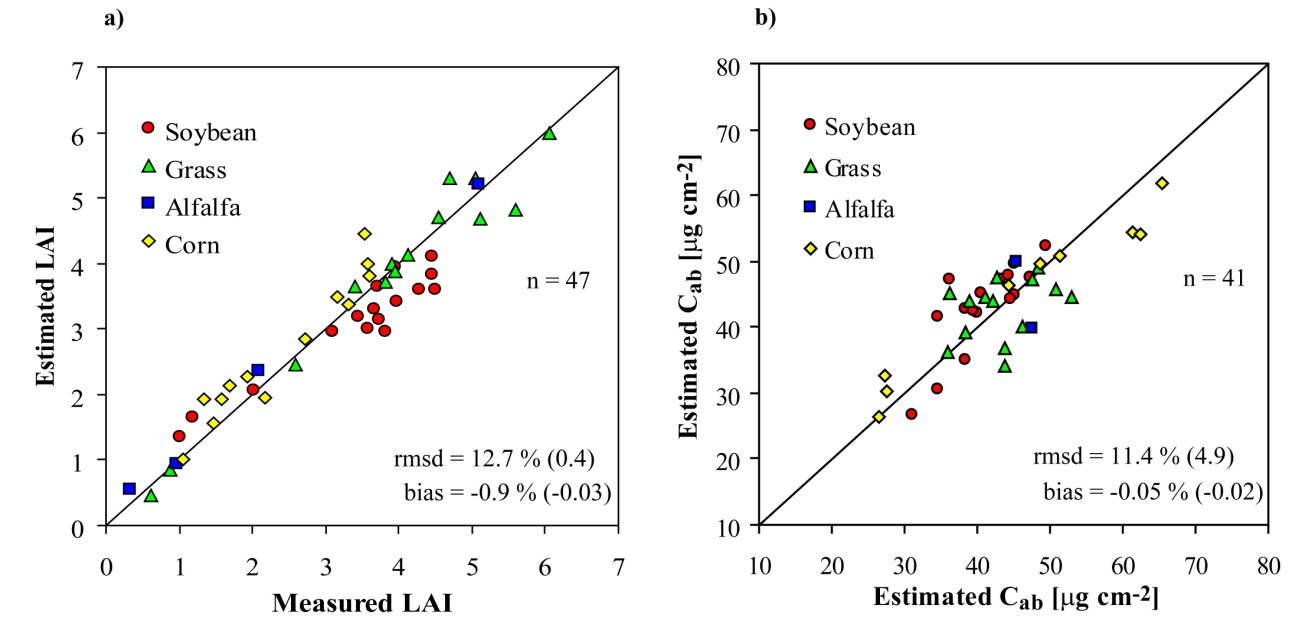 a)
7
6
5
4
3
2
1
0
Estimated LAI
Soybean
Grass
Alfalfa
Corn
n = 47
rmsd = 12.7 % (0.4)
bias = -0.9 % (-0.03)
0 1 2 3 4 5 6 7
Measured LAI
b)
80
70
60
50
40
30
20
10
Estimated Cab [μg cm-2]
Soybean
Grass
Alfalfa
Corn
n = 41
rmsd = 11.4 % (4.9)
bias = -0.05 % (-0.02)
10 20 30 40 50 60 70 80
Estimated Cab [μg cm-2]